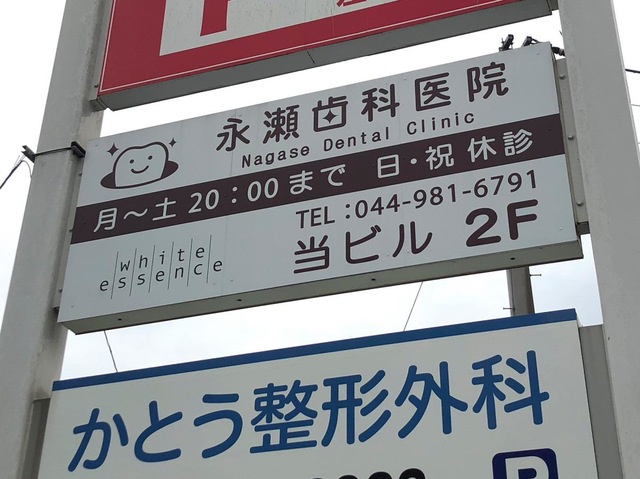 永瀬歯科医院
Nagase Dental Clinic
月～土 20：00まで 日・祝 休診
TEL：044-981-6791
white
essence
当ビル 2F
かとう整形外科
P